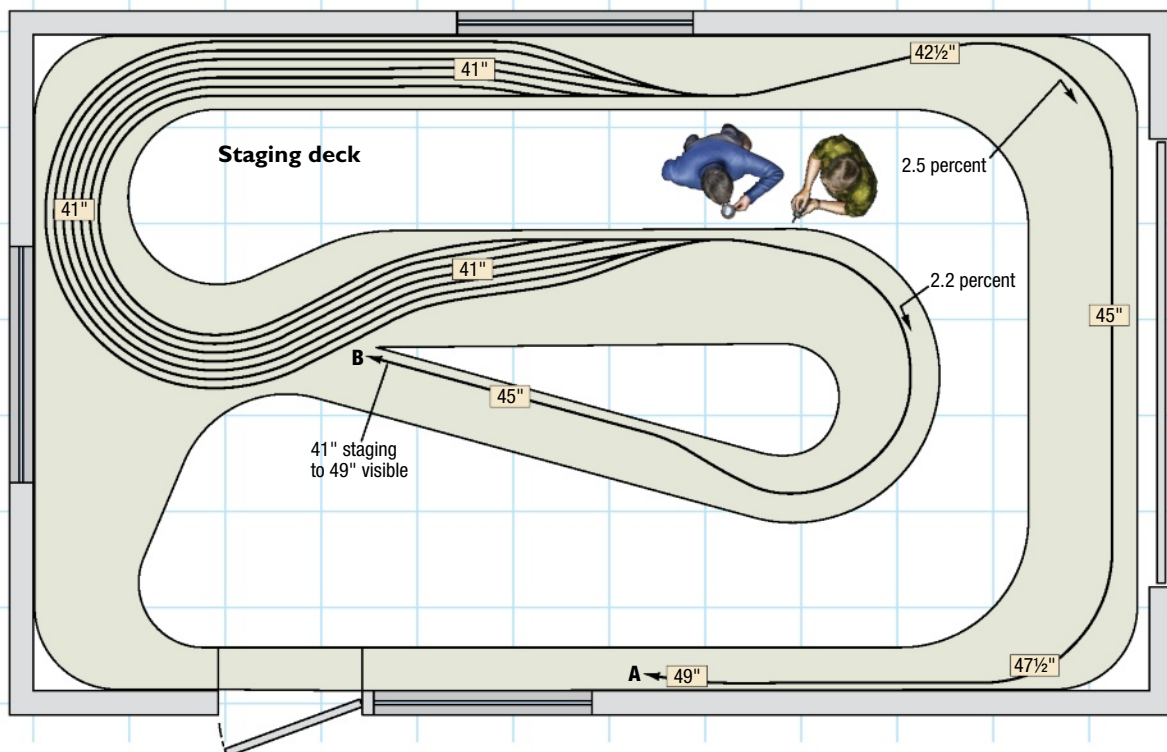 42½"
41"
Staging deck
2.5 percent
41"
41"
2.2 percent
45"
B
45"
41" staging
to 49" visible
47½"
A
49"